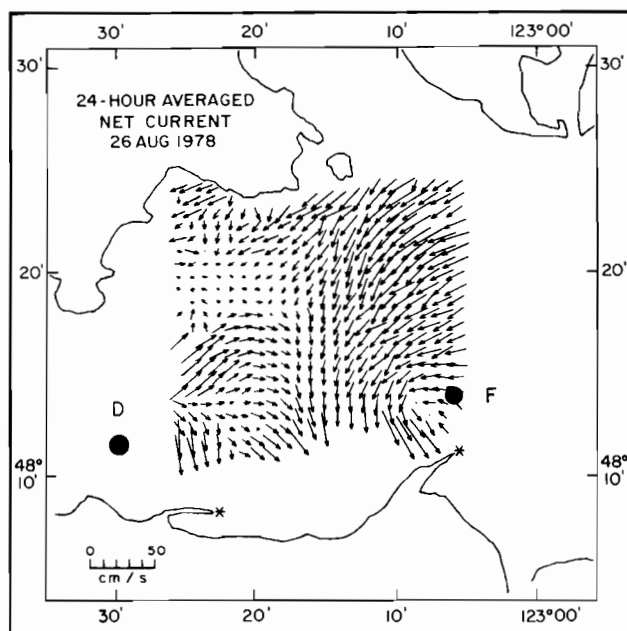 30' 20' 10' 123°00'
30' 30'
24-HOUR AVERAGED
NET CURRENT
26 AUG 1978
20' 20'
D F
48° 48°
10' 10'
* *
0 50
cm / s
30' 20' 10' 123°00'